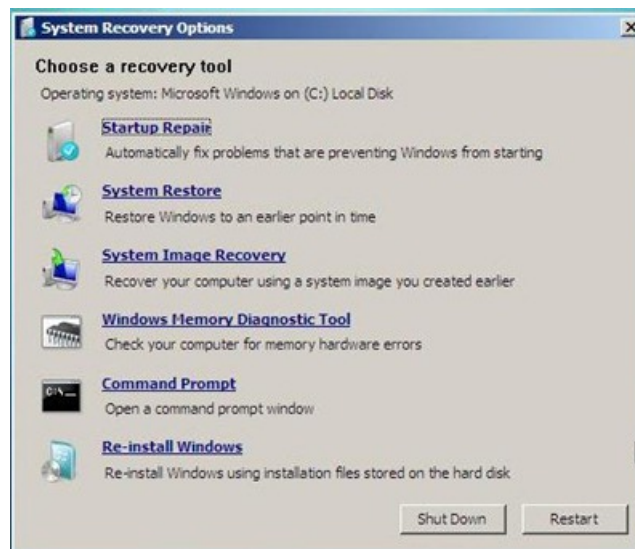 System Recovery Options
Choose a recovery tool
Operating system: Microsoft Windows on (C:) Local Disk
Startup Repair
Automatically fix problems that are preventing Windows from starting
System Restore
Restore Windows to an earlier point in time
System Image Recovery
Recover your computer using a system image you created earlier
Windows Memory Diagnostic Tool
Check your computer for memory hardware errors
C:\_
Command Prompt
Open a command prompt window
Re-install Windows
Re-install Windows using installation files stored on the hard disk
Shut Down Restart